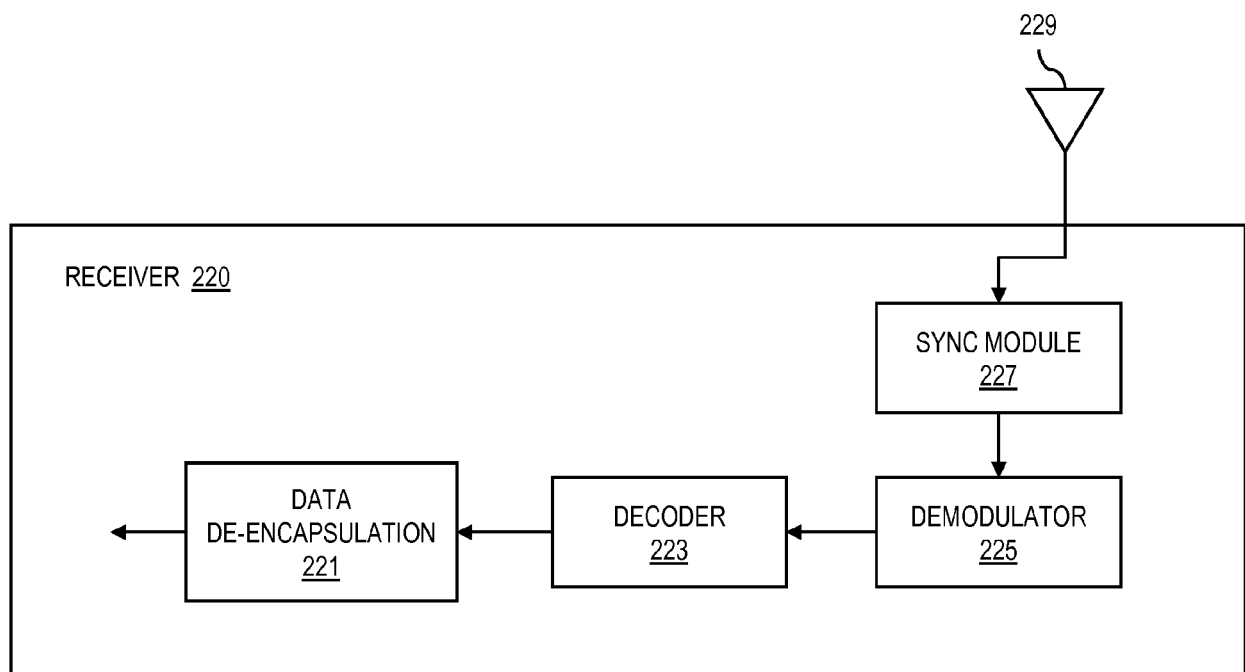 229
RECEIVER 220
SYNC MODULE
227
DATA
DE-ENCAPSULATION
221
DECODER
223
DEMODULATOR
225